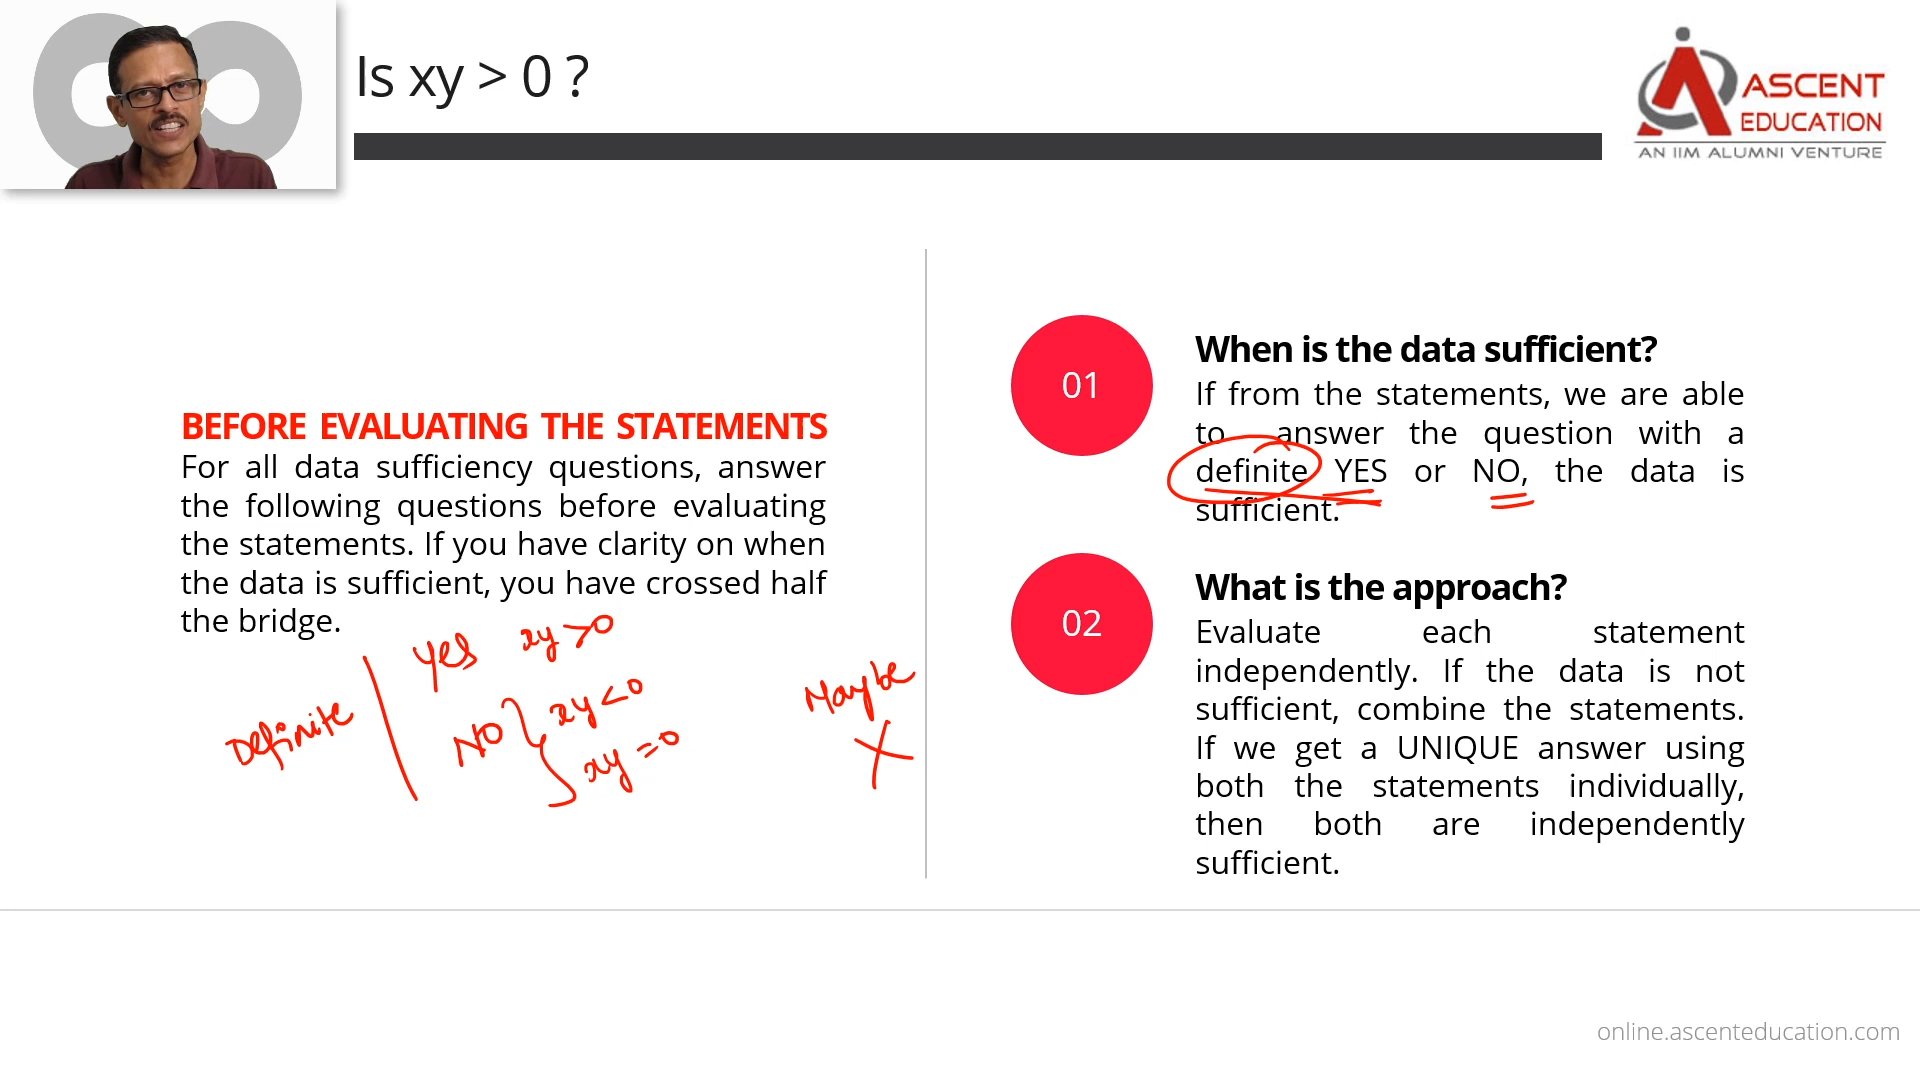 Is xy > 0 ?
ASCENT
EDUCATION
AN IIM ALUMNI VENTURE
BEFORE EVALUATING THE STATEMENTS
For all data sufficiency questions, answer
the following questions before evaluating
the statements. If you have clarity on when
the data is sufficient, you have crossed half
the bridge.
Definite
Yes xy >0
NO xy <0
xy =0
Maybe
X
01
When is the data sufficient?
If from the statements, we are able
to answer the question with a
definite YES or NO, the data is
sufficient.
02
What is the approach?
Evaluate each statement
independently. If the data is not
sufficient, combine the statements.
If we get a UNIQUE answer using
both the statements individually,
then both are independently
sufficient.
online.ascenteducation.com